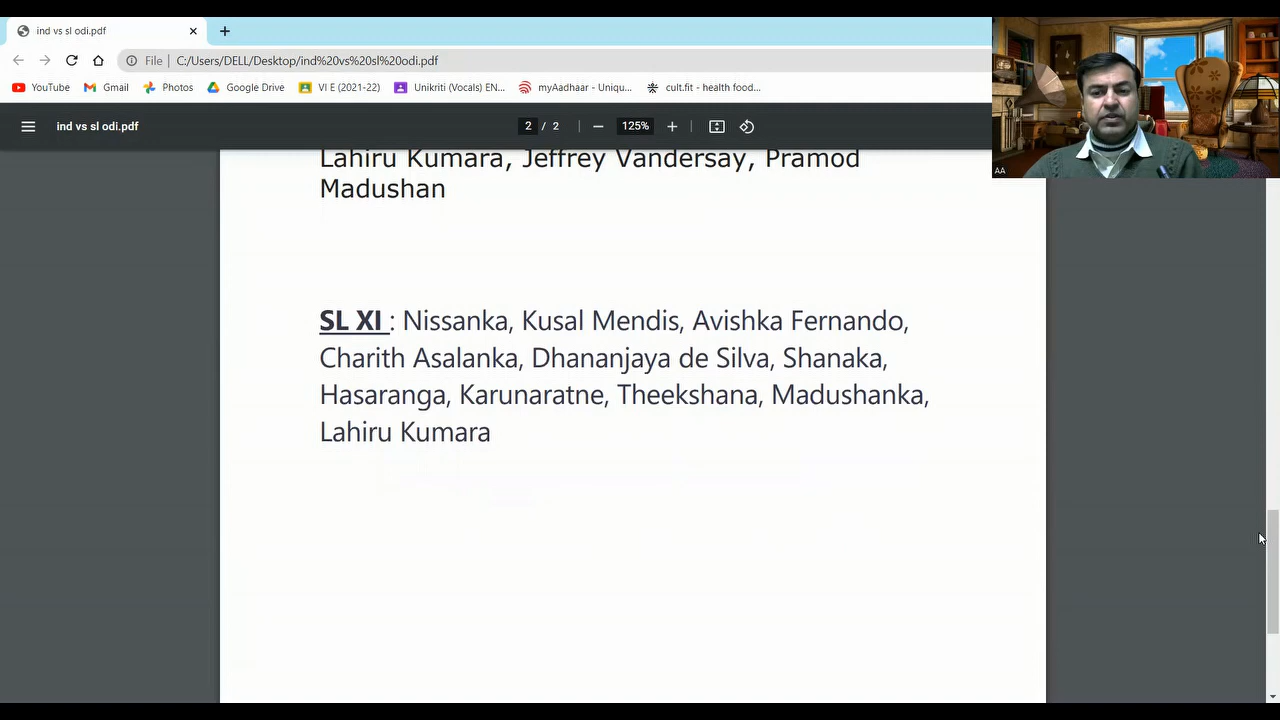 ind vs sl odi.pdf
File | C:/Users/DELL/Desktop/ind%20vs%20sl%20odi.pdf
YouTube Gmail Photos Google Drive VI E (2021-22) Unikriti (Vocals) EN... myAadhaar - Uniqu... cult.fit - health food...
ind vs sl odi.pdf 2 / 2 125%
AA
Lahiru Kumara, Jeffrey Vandersay, Pramod
Madushan
SL XI : Nissanka, Kusal Mendis, Avishka Fernando,
Charith Asalanka, Dhananjaya de Silva, Shanaka,
Hasaranga, Karunaratne, Theekshana, Madushanka,
Lahiru Kumara